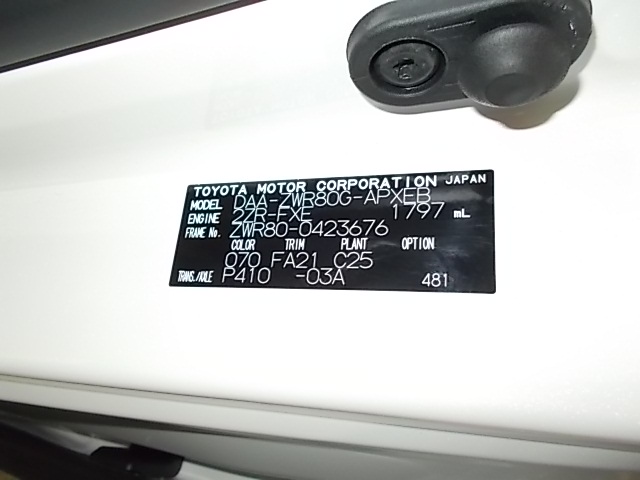 TOYOTA MOTOR CORPORATION JAPAN
MODEL DAA-ZWR80G-APXEB
ENGINE 2ZR-FXE 1797 mL
FRAME No. ZWR80-0423676
COLOR TRIM PLANT OPTION
070 FA21 C25
TRANS./AXLE P410 -03A 481